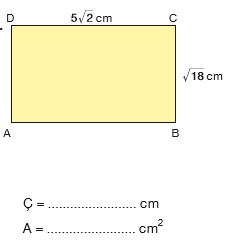 D 5√2 cm C
√18 cm
A B
Ç = ........................ cm
A = ........................ cm²